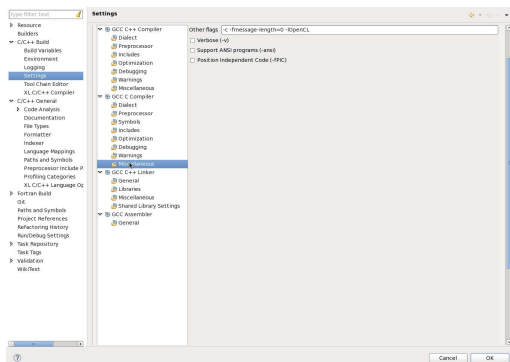 type filter text
Resource
Builders
C/C++ Build
Build Variables
Environment
Logging
Settings
Tool Chain Editor
XL C/C++ Compiler
C/C++ General
Code Analysis
Documentation
File Types
Formatter
Indexer
Language Mappings
Paths and Symbols
Preprocessor Include P
Profiling Categories
XL C/C++ Language Op
Fortran Build
Git
Paths and Symbols
Project References
Refactoring History
Run/Debug Settings
Task Repository
Task Tags
Validation
WikiText
Settings
GCC C++ Compiler
Dialect
Preprocessor
Includes
Optimization
Debugging
Warnings
Miscellaneous
GCC C Compiler
Dialect
Preprocessor
Symbols
Includes
Optimization
Debugging
Warnings
Miscellaneous
GCC C++ Linker
General
Libraries
Miscellaneous
Shared Library Settings
GCC Assembler
General
Other flags -c -fmessage-length=0 -lOpenCL
Verbose (-v)
Support ANSI programs (-ansi)
Position Independent Code (-fPIC)
?
Cancel
OK